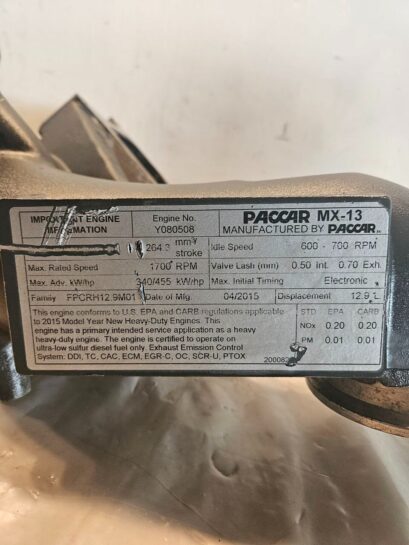 IMPORTANT ENGINE INFORMATION
Engine No. Y080508
PACCAR MX-13
MANUFACTURED BY PACCAR
264.3 mm³ stroke
Idle Speed 600 - 700 RPM
Max. Rated Speed 1700 RPM
Valve Lash (mm) 0.50 Int. 0.70 Exh.
Max. Adv. kW/hp 340/455 kW/hp
Max. Initial Timing Electronic
Family FPCRH12.9M01
Date of Mfg. 04/2015
Displacement 12.9 L
This engine conforms to U.S. EPA and CARB regulations applicable
to 2015 Model Year New Heavy-Duty Engines. This
engine has a primary intended service application as a heavy
heavy-duty engine. The engine is certified to operate on
ultra-low sulfur diesel fuel only. Exhaust Emission Control
System: DDI, TC, CAC, ECM, EGR-C, OC, SCR-U, PTOX
STD EPA CARB
NOx 0.20 0.20
PM 0.01 0.01